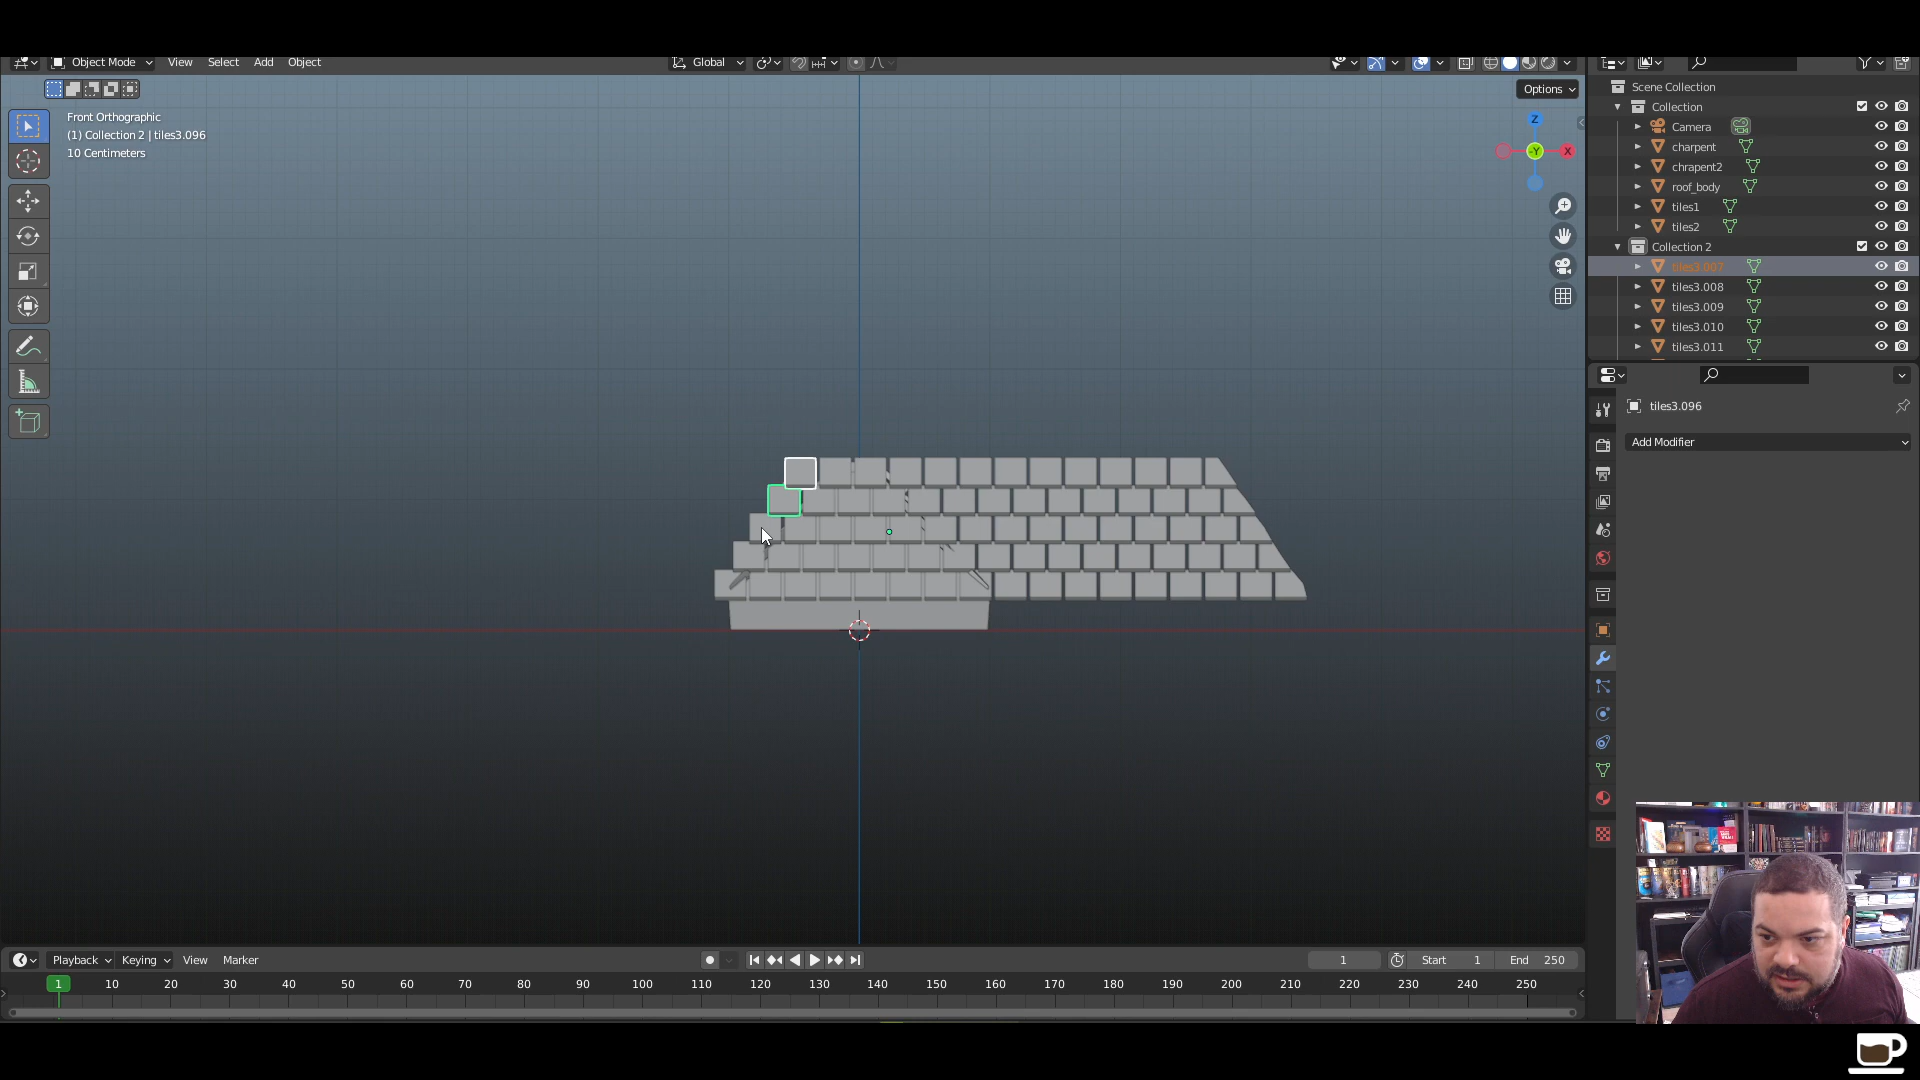 Object Mode View Select Add Object Global
Options
Front Orthographic
(1) Collection 2 | tiles3.096
10 Centimeters
Z
-Y
X
Scene Collection
Collection
Camera
charpent
chrapent2
roof_body
tiles1
tiles2
Collection 2
tiles3.007
tiles3.008
tiles3.009
tiles3.010
tiles3.011
tiles3.096
Add Modifier
Playback Keying View Marker 1 Start 1 End 250
1 10 20 30 40 50 60 70 80 90 100 110 120 130 140 150 160 170 180 190 200 210 220 230 240 250